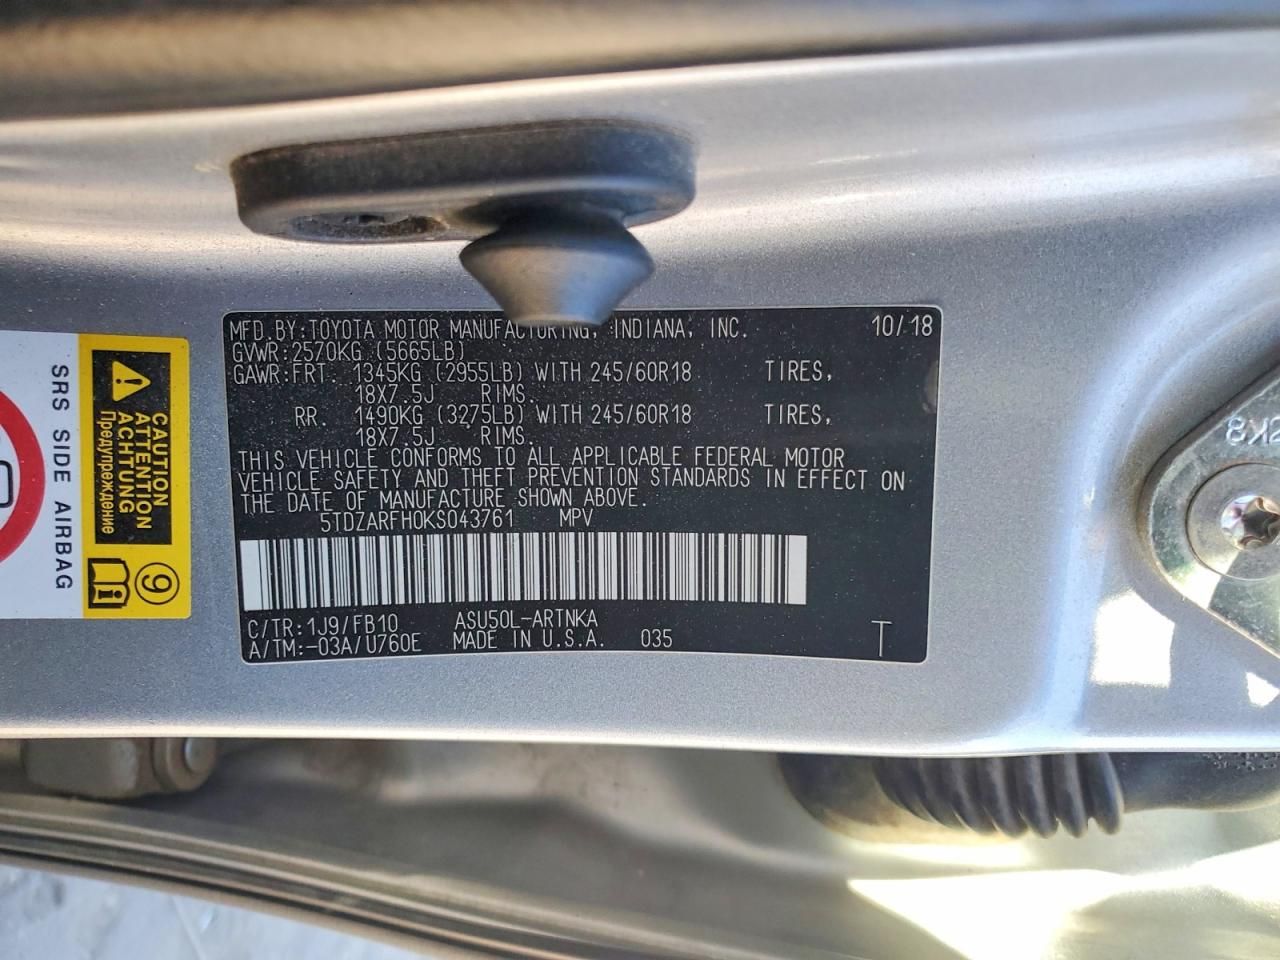 MFD.BY:TOYOTA MOTOR MANUFACTURING, INDIANA, INC. 10/18
GVWR:2570KG (5665LB)
GAWR:FRT. 1345KG (2955LB) WITH 245/60R18 TIRES,
18X7.5J RIMS.
RR. 1490KG (3275LB) WITH 245/60R18 TIRES,
18X7.5J RIMS.
THIS VEHICLE CONFORMS TO ALL APPLICABLE FEDERAL MOTOR
VEHICLE SAFETY AND THEFT PREVENTION STANDARDS IN EFFECT ON
THE DATE OF MANUFACTURE SHOWN ABOVE.
5TDZARFH0KS043761 MPV
C/TR:1J9/FB10 ASU50L-ARTNKA
A/TM:-03A/U760E MADE IN U.S.A. 035 T
CAUTION
ATTENTION
ACHTUNG
Предупреждение
9
SRS SIDE AIRBAG